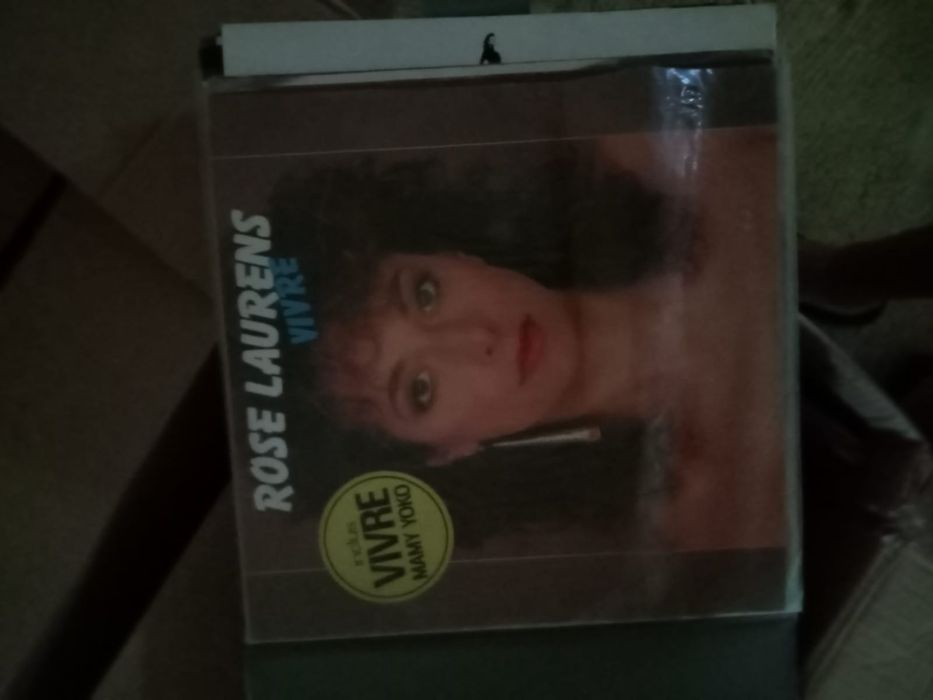 ROSE LAURENS
VIVRE
inclus
VIVRE
MAMY YOKO